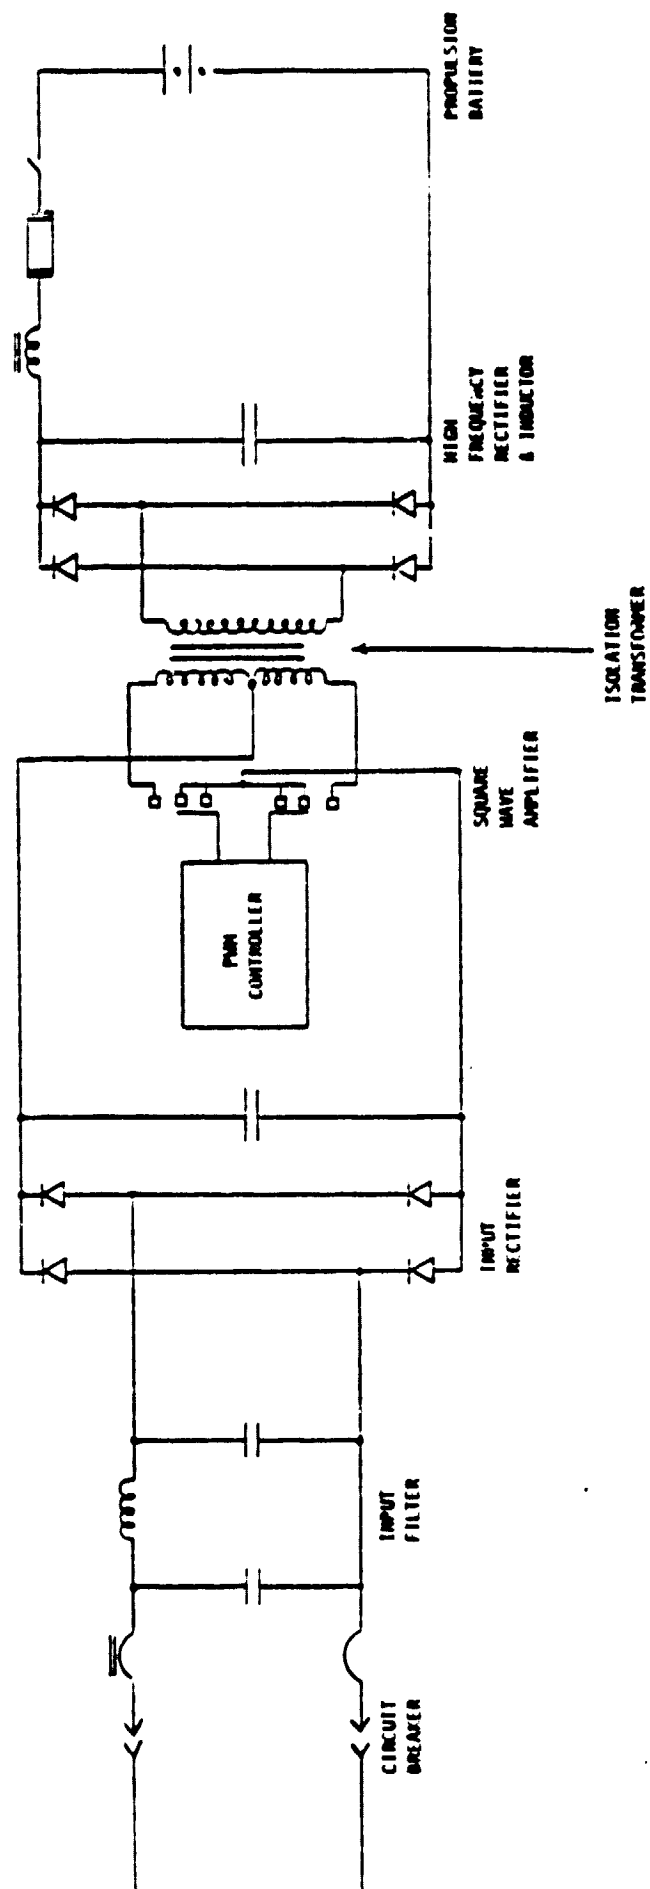 CIRCUIT
BREAKER
INPUT
FILTER
INPUT
RECTIFIER
PWM
CONTROLLER
SQUARE
WAVE
AMPLIFIER
ISOLATION
TRANSFORMER
HIGH
FREQUENCY
RECTIFIER
& INDUCTOR
PROPULSION
BATTERY